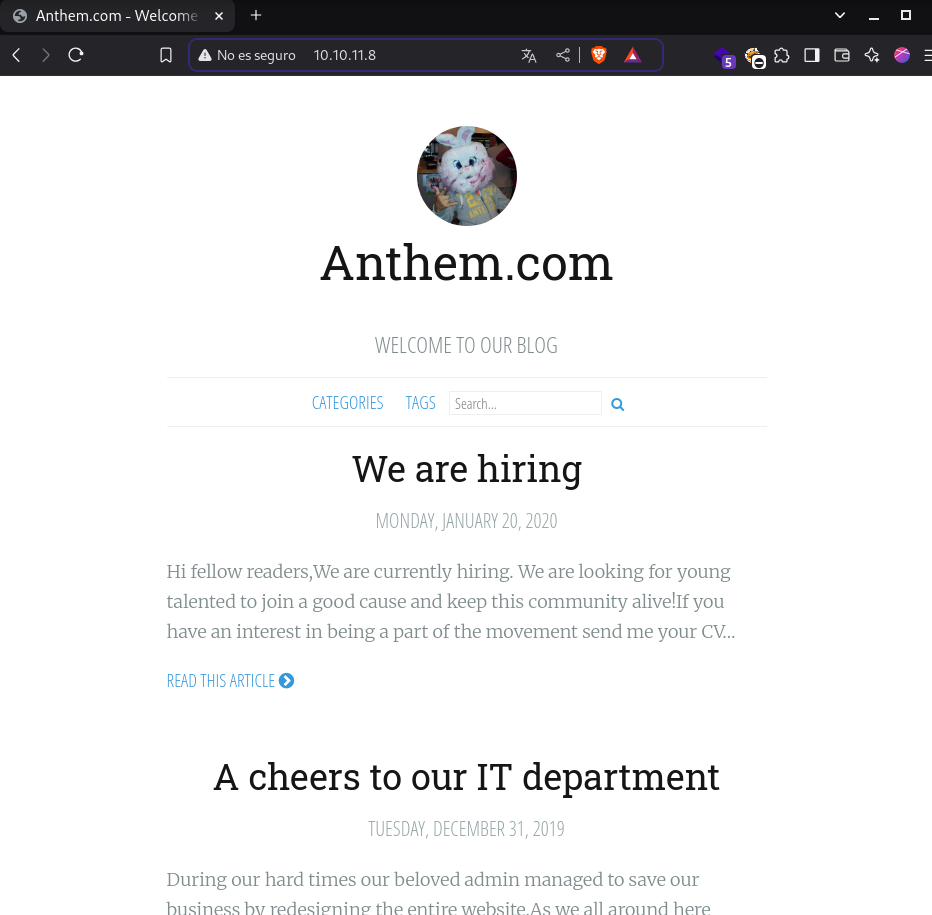 Anthem.com - Welcome
No es seguro 10.10.11.8
5
Anthem.com
WELCOME TO OUR BLOG
CATEGORIES TAGS Search...
We are hiring
MONDAY, JANUARY 20, 2020
Hi fellow readers,We are currently hiring. We are looking for young
talented to join a good cause and keep this community alive!If you
have an interest in being a part of the movement send me your CV...
READ THIS ARTICLE
A cheers to our IT department
TUESDAY, DECEMBER 31, 2019
During our hard times our beloved admin managed to save our
business by redesigning the entire website.As we all around here